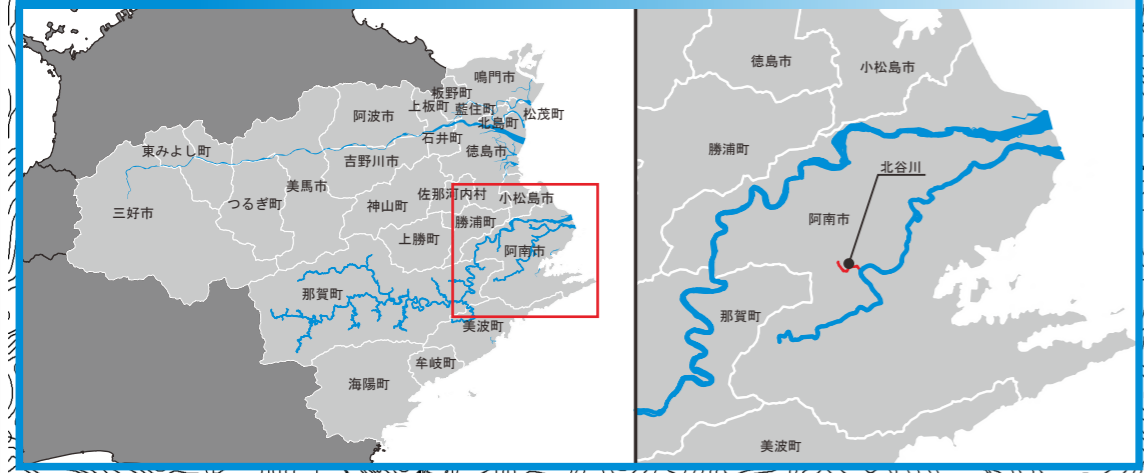 鳴門市
板野町
上板町
藍住町
松茂町
阿波市
北島町
石井町
徳島市
東みよし町
吉野川市
美馬市
佐那河内村
小松島市
つるぎ町
神山町
三好市
勝浦町
上勝町
阿南市
那賀町
美波町
牟岐町
海陽町
徳島市
小松島市
勝浦町
北谷川
阿南市
那賀町
美波町